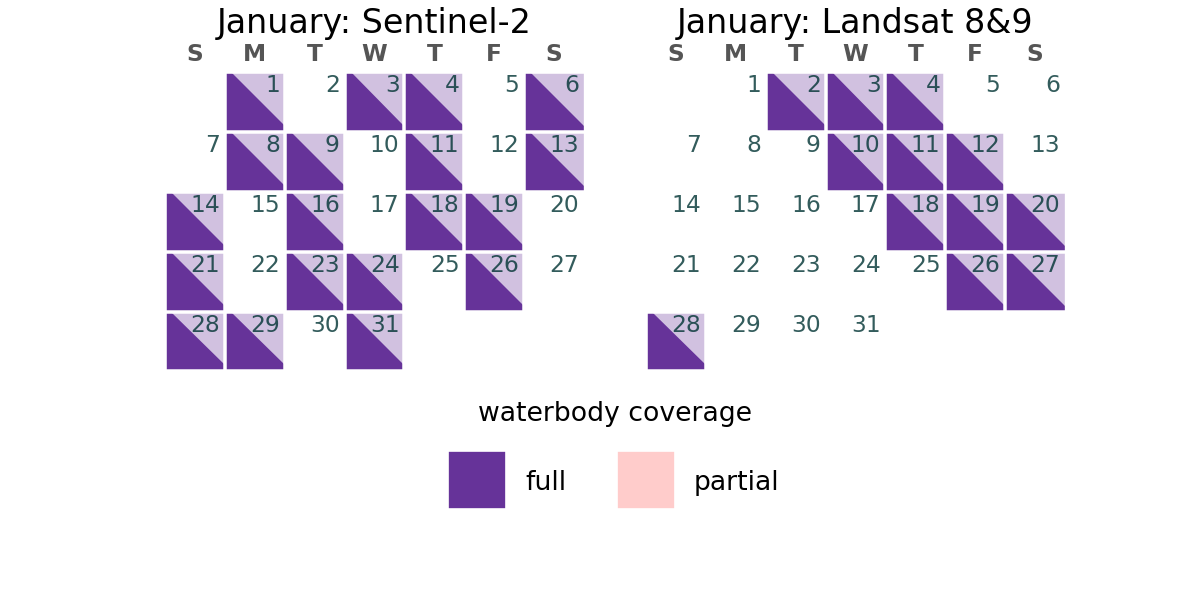 January: Sentinel-2
S M T W T F S
1 2 3 4 5 6
7 8 9 10 11 12 13
14 15 16 17 18 19 20
21 22 23 24 25 26 27
28 29 30 31
January: Landsat 8&9
S M T W T F S
1 2 3 4 5 6
7 8 9 10 11 12 13
14 15 16 17 18 19 20
21 22 23 24 25 26 27
28 29 30 31
waterbody coverage
full partial